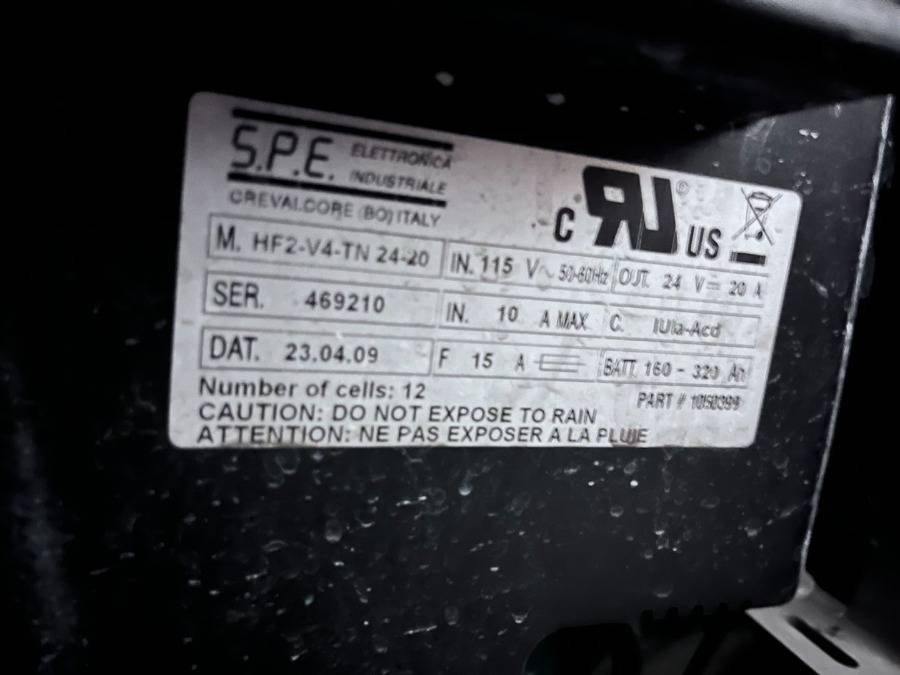 S.P.E. ELETTRONICA
INDUSTRIALE
CREVALCORE (BO) ITALY
C RU ® US
M. HF2-V4-TN 24-20 IN. 115 V~ 50-60Hz OUT. 24 V⎓ 20 A
SER. 469210 IN. 10 A MAX C. IUIa-Acd
DAT. 23.04.09 F 15 A BATT. 160 - 320 Ah
Number of cells: 12 PART #
CAUTION: DO NOT EXPOSE TO RAIN
ATTENTION: NE PAS EXPOSER A LA PLUIE